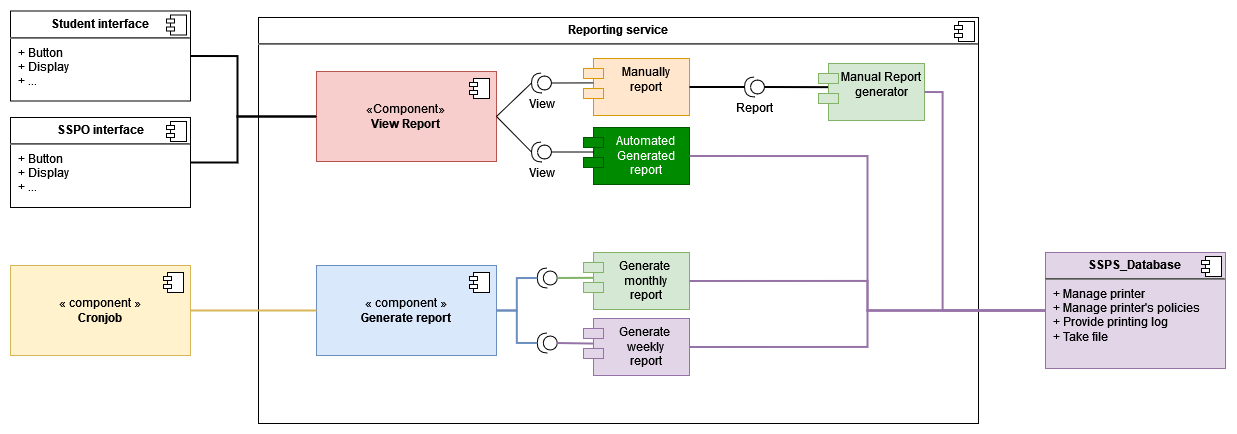 Student interface
+ Button
+ Display
+ ...
SSPO interface
+ Button
+ Display
+ ...
Reporting service
«Component»
View Report
View
View
Manually
report
Automated
Generated
report
Report
Manual Report
generator
« component »
Cronjob
« component »
Generate report
Generate
monthly
report
Generate
weekly
report
SSPS_Database
+ Manage printer
+ Manage printer's policies
+ Provide printing log
+ Take file